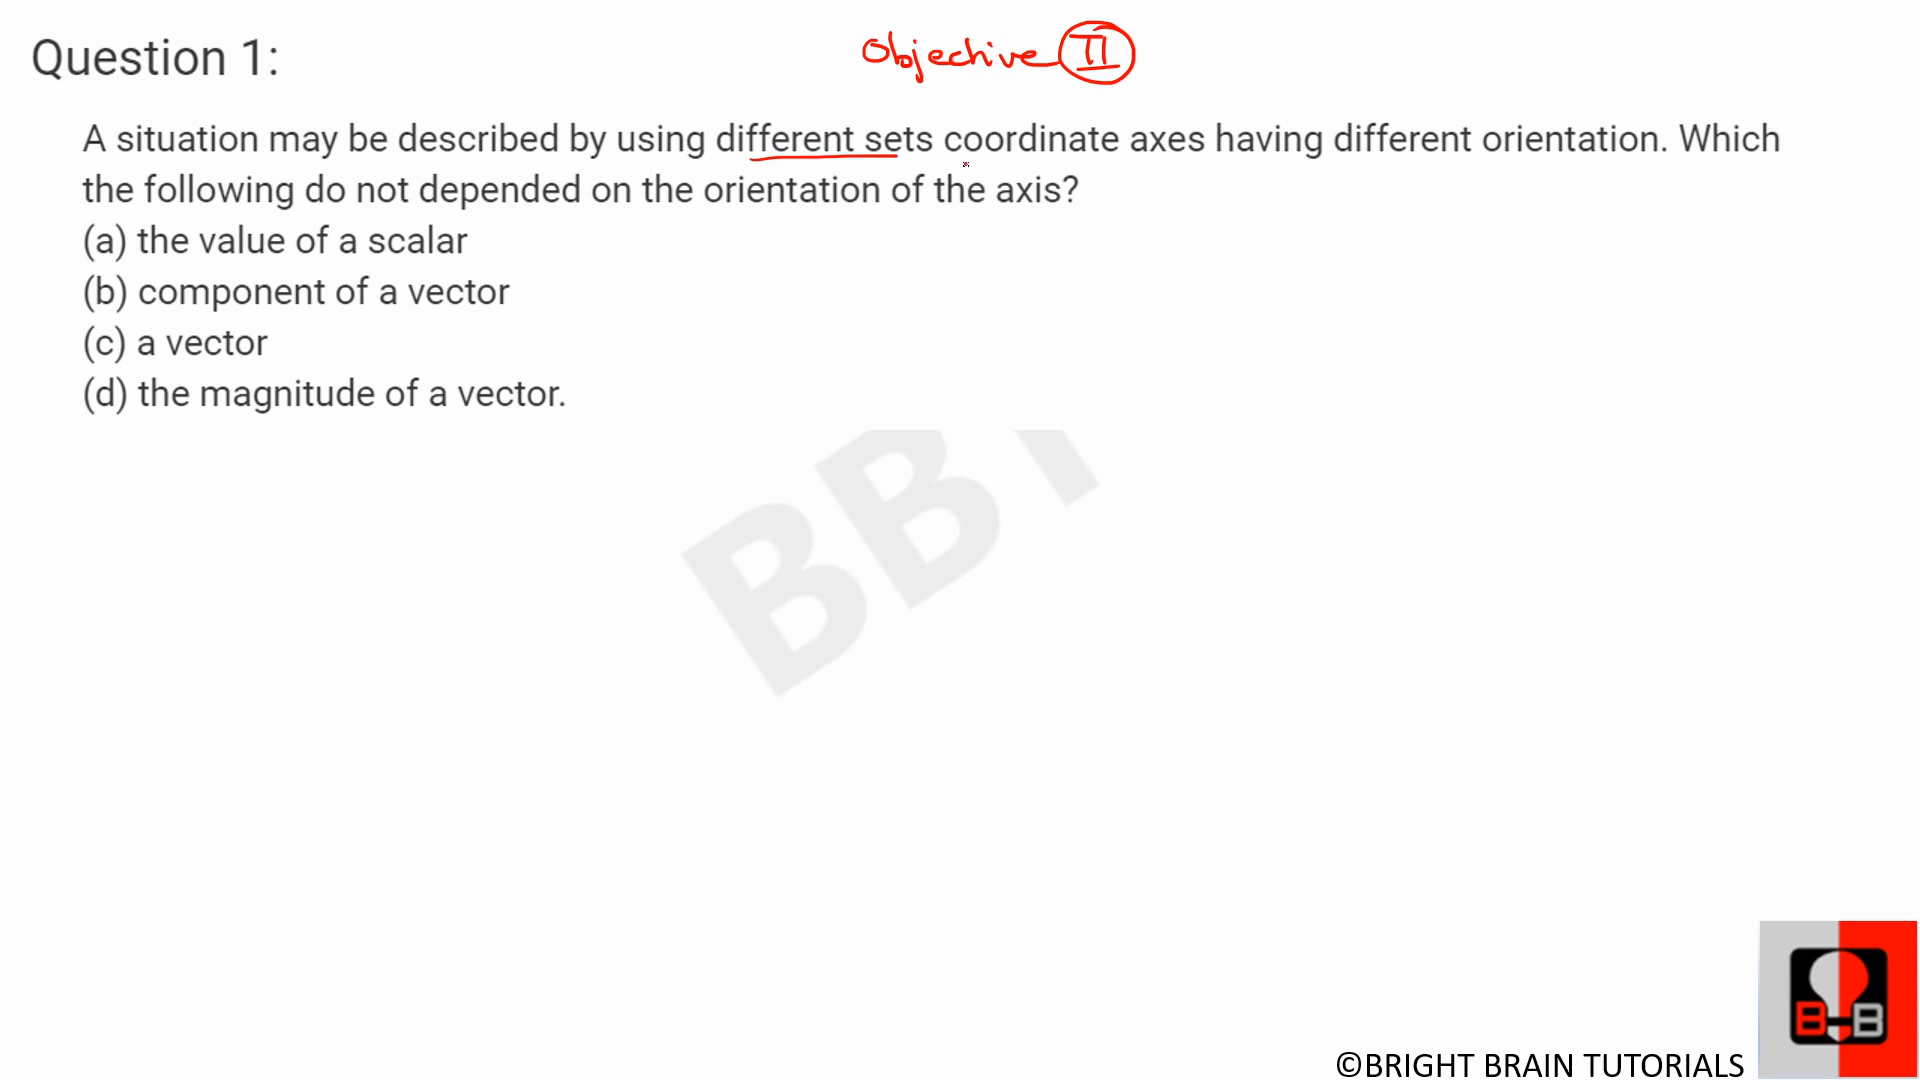 Question 1:
Objective II
A situation may be described by using different sets coordinate axes having different orientation. Which
the following do not depended on the orientation of the axis?
(a) the value of a scalar
(b) component of a vector
(c) a vector
(d) the magnitude of a vector.
BBT
B B
©BRIGHT BRAIN TUTORIALS